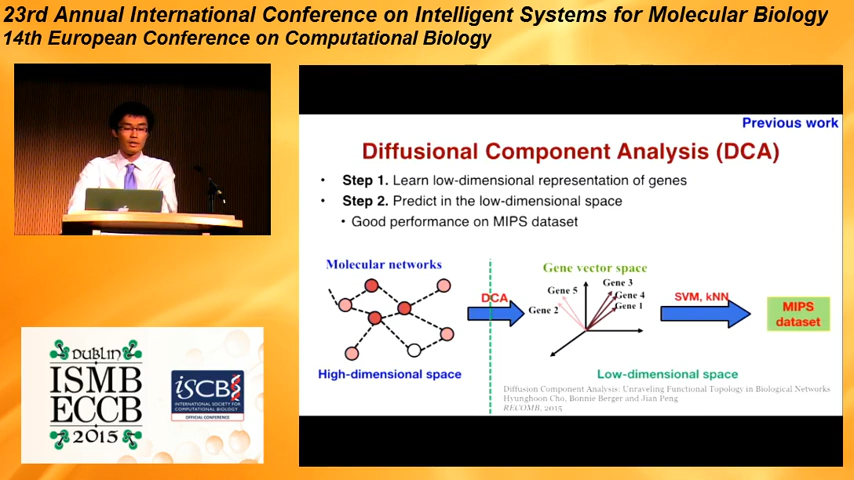 23rd Annual International Conference on Intelligent Systems for Molecular Biology
14th European Conference on Computational Biology
Previous work
Diffusional Component Analysis (DCA)
• Step 1. Learn low-dimensional representation of genes
• Step 2. Predict in the low-dimensional space
• Good performance on MIPS dataset
Molecular networks
Gene vector space
Gene 3
Gene 5
Gene 4
Gene 2
Gene 1
DCA
SVM, kNN
MIPS
dataset
High-dimensional space
Low-dimensional space
Diffusion Component Analysis: Unraveling Functional Topology in Biological Networks
Hyunghoon Cho, Bonnie Berger and Jian Peng
RECOMB, 2015
DUBLIN
ISMB
ECCB
2015
iSCB
INTERNATIONAL SOCIETY FOR
COMPUTATIONAL BIOLOGY
OFFICIAL CONFERENCE